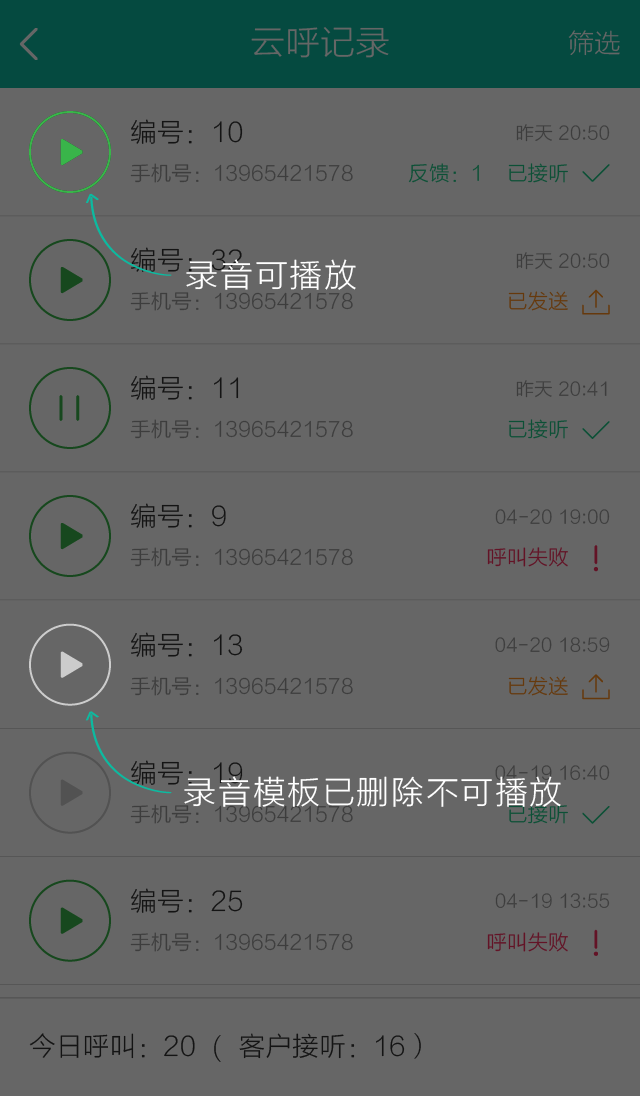 云呼记录 筛选
编号：10 昨天 20:50
手机号：13965421578 反馈：1 已接听
编号：32 昨天 20:50
录音可播放
手机号：13965421578 已发送
编号：11 昨天 20:41
手机号：13965421578 已接听
编号：9 04-20 19:00
手机号：13965421578 呼叫失败
编号：13 04-20 18:59
手机号：13965421578 已发送
编号：19 04-19 16:40
录音模板已删除不可播放
手机号：13965421578 已接听
编号：25 04-19 13:55
手机号：13965421578 呼叫失败
今日呼叫：20（客户接听：16）